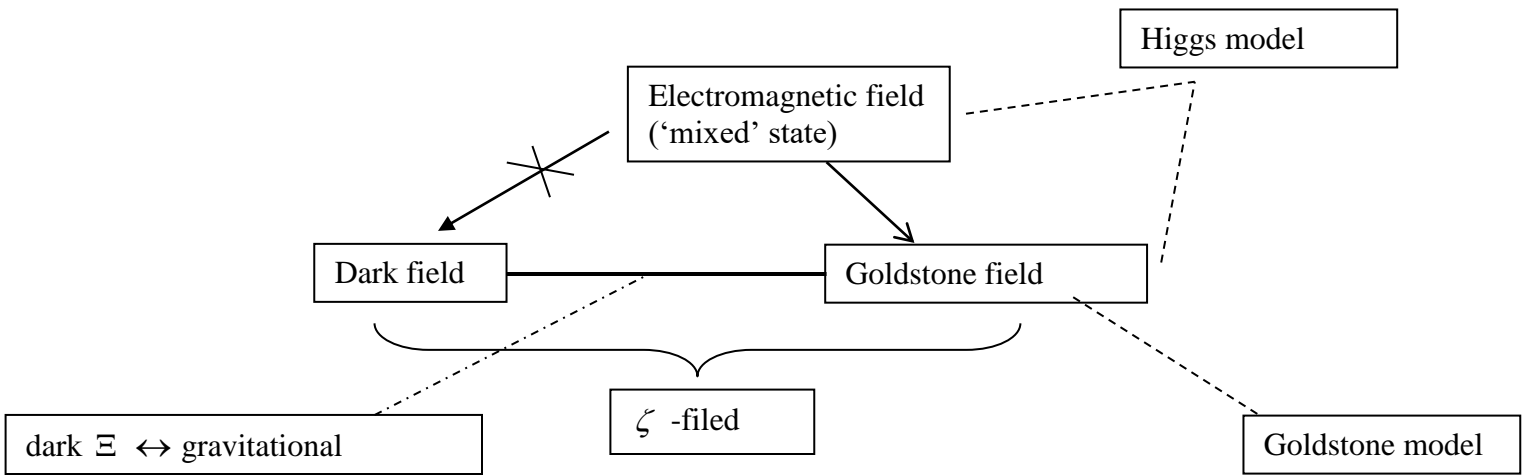 Higgs model
Electromagnetic field
(‘mixed’ state)
Dark field
Goldstone field
ζ -filed
dark Ξ ↔ gravitational
Goldstone model